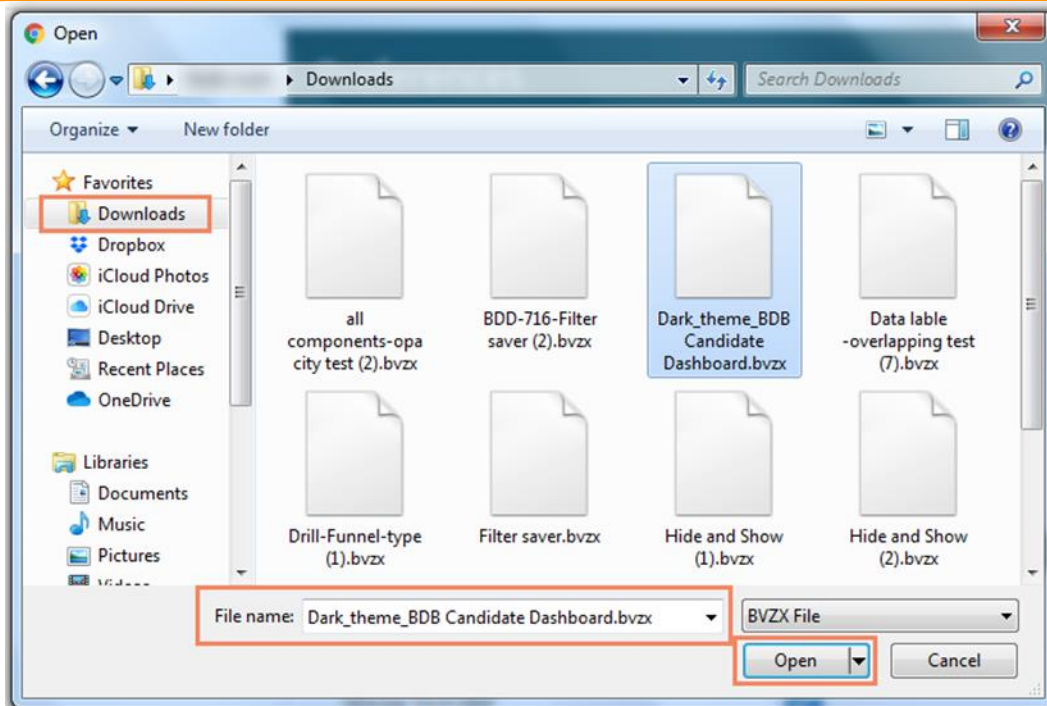 Open
Downloads
Search Downloads
Organize
New folder
Favorites
Downloads
Dropbox
iCloud Photos
iCloud Drive
Desktop
Recent Places
OneDrive
Libraries
Documents
Music
Pictures
all
components-opa
city test (2).bvzx
BDD-716-Filter
saver (2).bvzx
Dark_theme_BDB
Candidate
Dashboard.bvzx
Data lable
-overlapping test
(7).bvzx
Drill-Funnel-type
(1).bvzx
Filter saver.bvzx
Hide and Show
(1).bvzx
Hide and Show
(2).bvzx
File name: Dark_theme_BDB Candidate Dashboard.bvzx
BVZX File
Open
Cancel